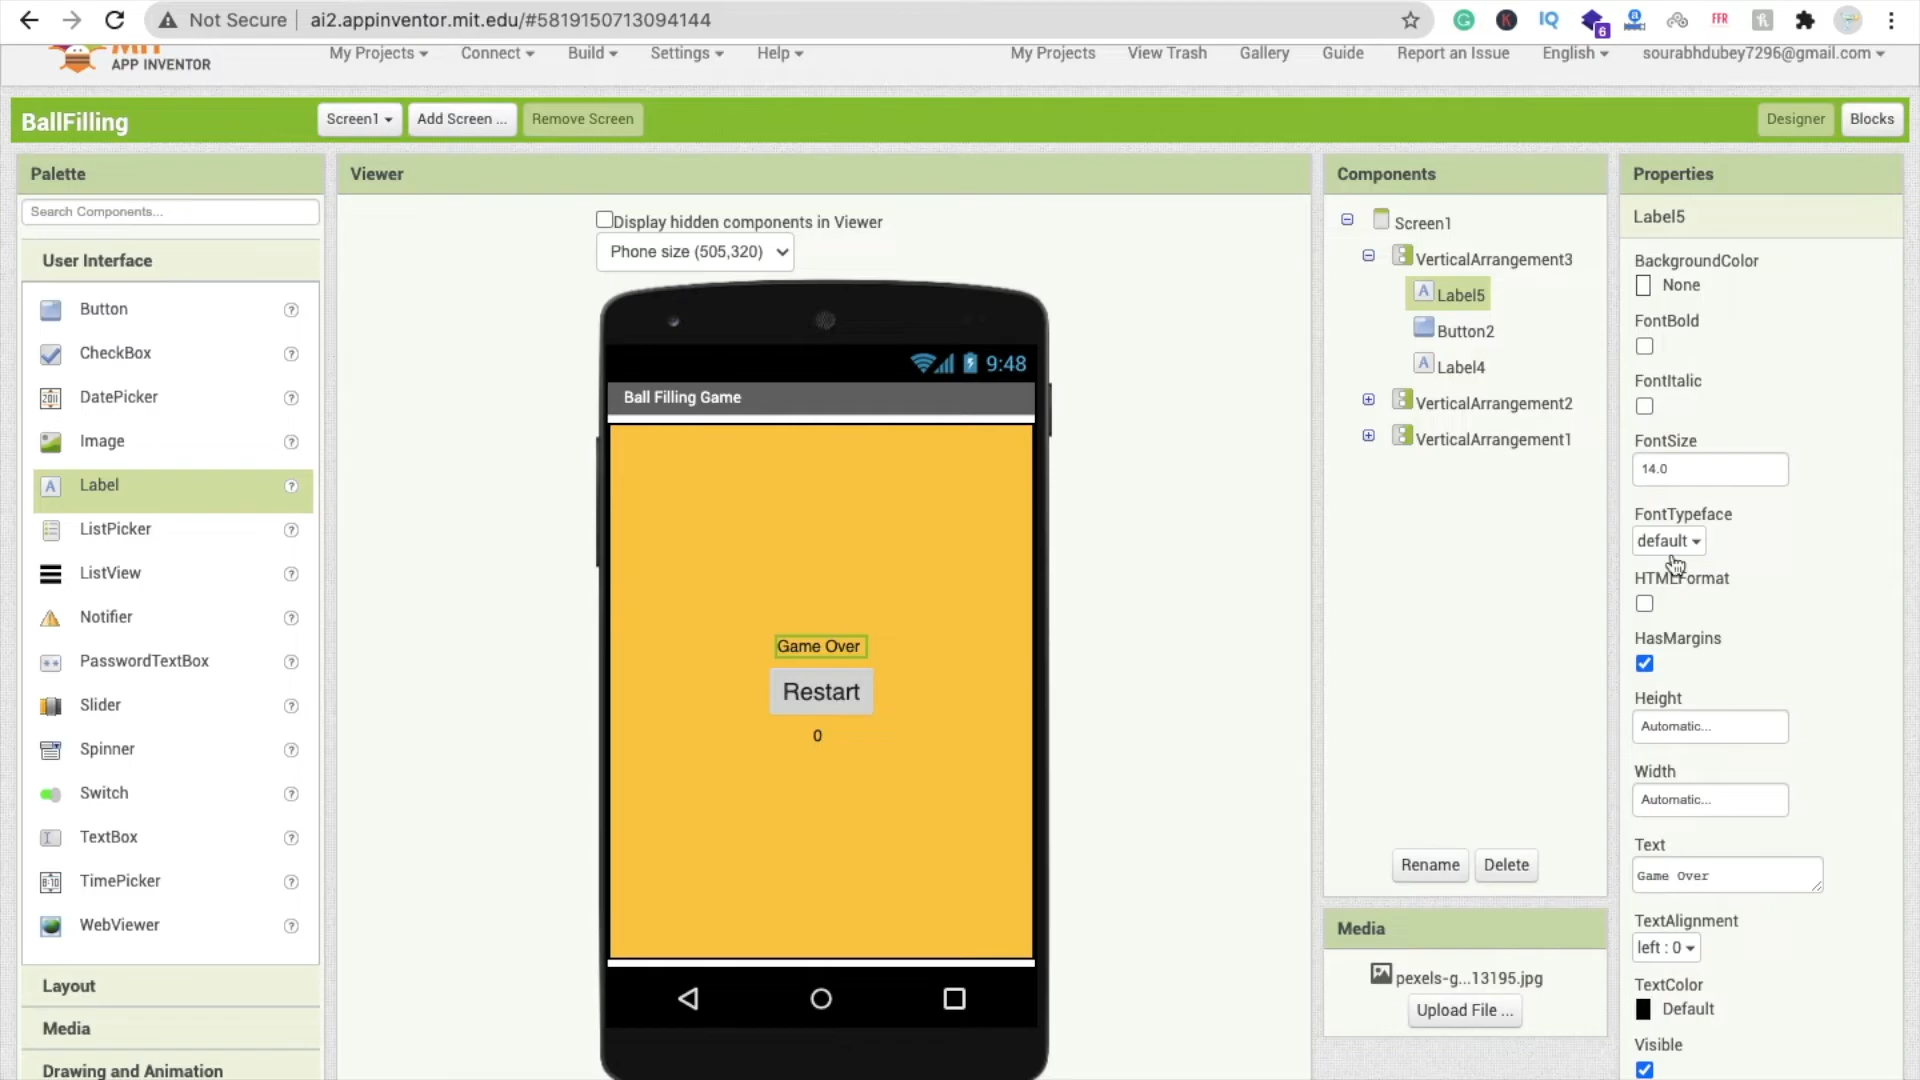 Not Secure
ai2.appinventor.mit.edu/#5819150713094144
G
K
IQ
6
a
FFR
MIT
APP INVENTOR
My Projects
Connect
Build
Settings
Help
My Projects
View Trash
Gallery
Guide
Report an Issue
English
sourabhdubey7296@gmail.com
BallFilling
Screen1
Add Screen ...
Remove Screen
Designer
Blocks
Palette
Search Components...
User Interface
Button
?
CheckBox
?
DatePicker
?
Image
?
Label
?
ListPicker
?
ListView
?
Notifier
?
PasswordTextBox
?
Slider
?
Spinner
?
Switch
?
TextBox
?
TimePicker
?
WebViewer
?
Layout
Media
Drawing and Animation
Viewer
Display hidden components in Viewer
Phone size (505,320)
9:48
Ball Filling Game
Game Over
Restart
0
Components
Screen1
VerticalArrangement3
A Label5
Button2
A Label4
VerticalArrangement2
VerticalArrangement1
Rename
Delete
Media
pexels-g...13195.jpg
Upload File ...
Properties
Label5
BackgroundColor
None
FontBold
FontItalic
FontSize
14.0
FontTypeface
default
HTMLFormat
HasMargins
Height
Automatic...
Width
Automatic...
Text
Game Over
TextAlignment
left : 0
TextColor
Default
Visible